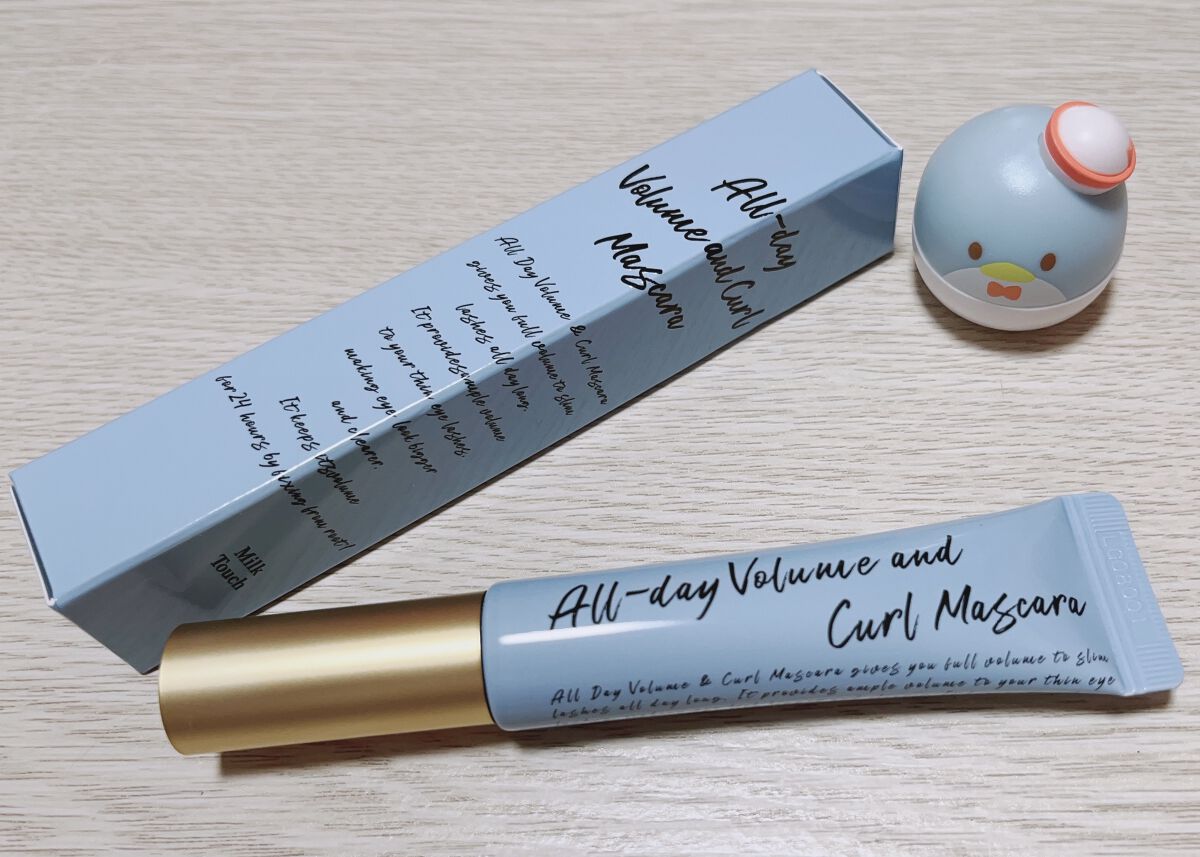 All-day
Volume and Curl
Mascara
All Day Volume & Curl Mascara
gives you full volume to slim
lashes all day long.
It provides ample volume
to your thin eye lashes.
making eye look bigger
and clearer.
It keeps its volume
for 24 hours by fixing from root!
Milk
Touch
All-day Volume and
Curl Mascara
All Day Volume & Curl Mascara gives you full volume to slim
lashes all day long. It provides ample volume to your thin eye